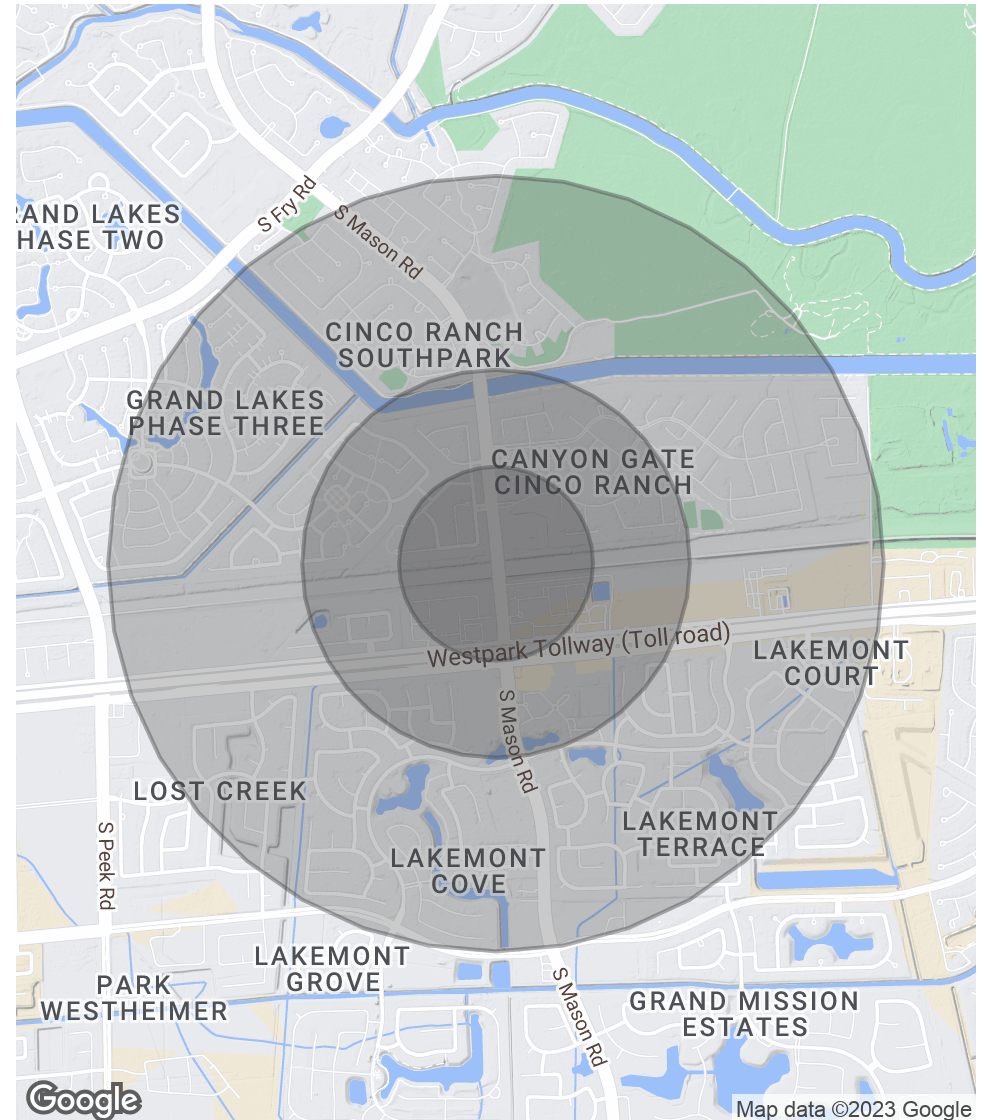 RAND LAKES
HASE TWO
S Fry Rd
S Mason Rd
CINCO RANCH
SOUTHPARK
GRAND LAKES
PHASE THREE
CANYON GATE
CINCO RANCH
Westpark Tollway (Toll road)
LAKEMONT
COURT
S Mason Rd
LOST CREEK
S Peek Rd
LAKEMONT
TERRACE
LAKEMONT
COVE
LAKEMONT
GROVE
PARK
WESTHEIMER
S Mason Rd
GRAND MISSION
ESTATES
Google
Map data ©2023 Google